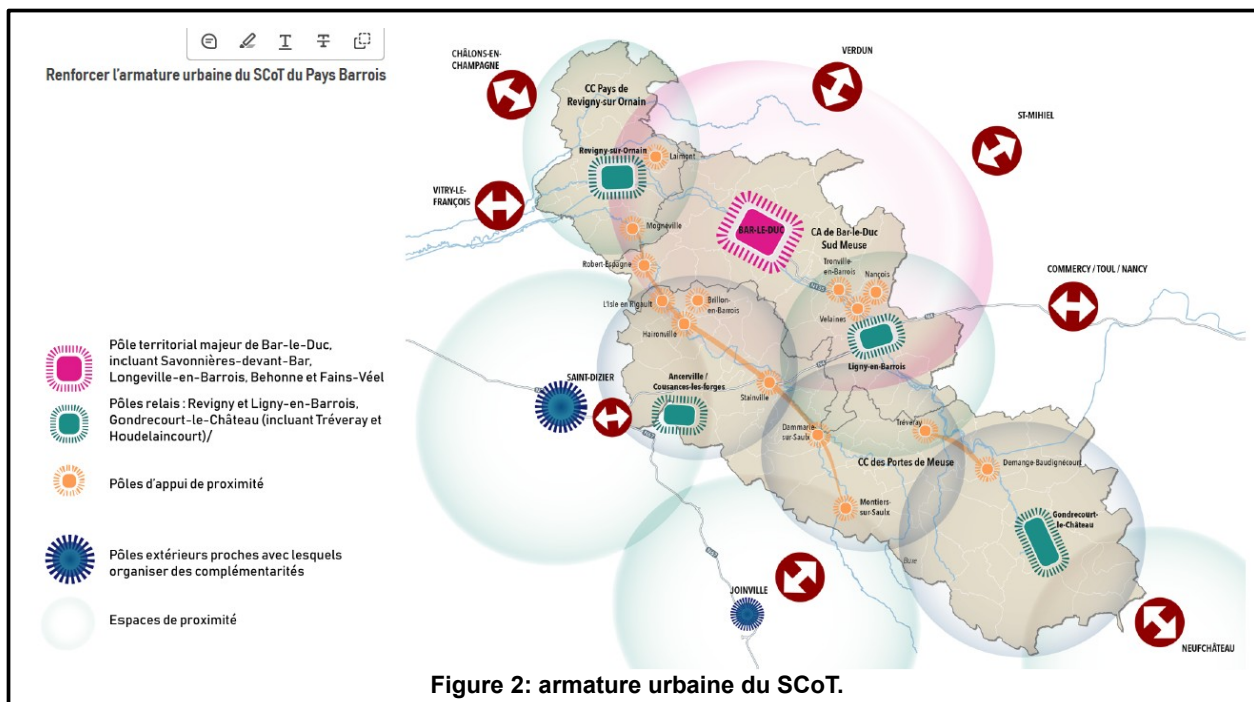 Renforcer l'armature urbaine du SCoT du Pays Barrois
CHÂLONS-EN-
CHAMPAGNE
VERDUN
ST-MIHIEL
CC Pays de
Revigny sur Ornain
Revigny-sur-Ornain
Laimont
VITRY-LE-
FRANÇOIS
Mogneville
BAR-LE-DUC
CA de Bar-le-Duc
Sud Meuse
Tronville-
en-Barrois
Nançois
Robert-Espagne
COMMERCY / TOUL / NANCY
L'Isle en Rigault
Brillon-
en-Barrois
Velaines
Haironville
Ligny-en-Barrois
SAINT-DIZIER
Ancerville /
Cousances-les-forges
Stainville
Dammarie-
sur-Saulx
Tréveray
CC des Portes de Meuse
Demange-Baudignécourt
Montiers-
sur-Saulx
Gondrecourt-
le-Château
Bure
JOINVILLE
NEUFCHÂTEAU
Pôle territorial majeur de Bar-le-Duc,
incluant Savonnières-devant-Bar,
Longeville-en-Barrois, Behonne et Fains-Véel
Pôles relais : Revigny et Ligny-en-Barrois,
Gondrecourt-le-Château (incluant Tréveray et
Houdelaincourt)/
Pôles d'appui de proximité
Pôles extérieurs proches avec lesquels
organiser des complémentarités
Espaces de proximité
Figure 2: armature urbaine du SCoT.